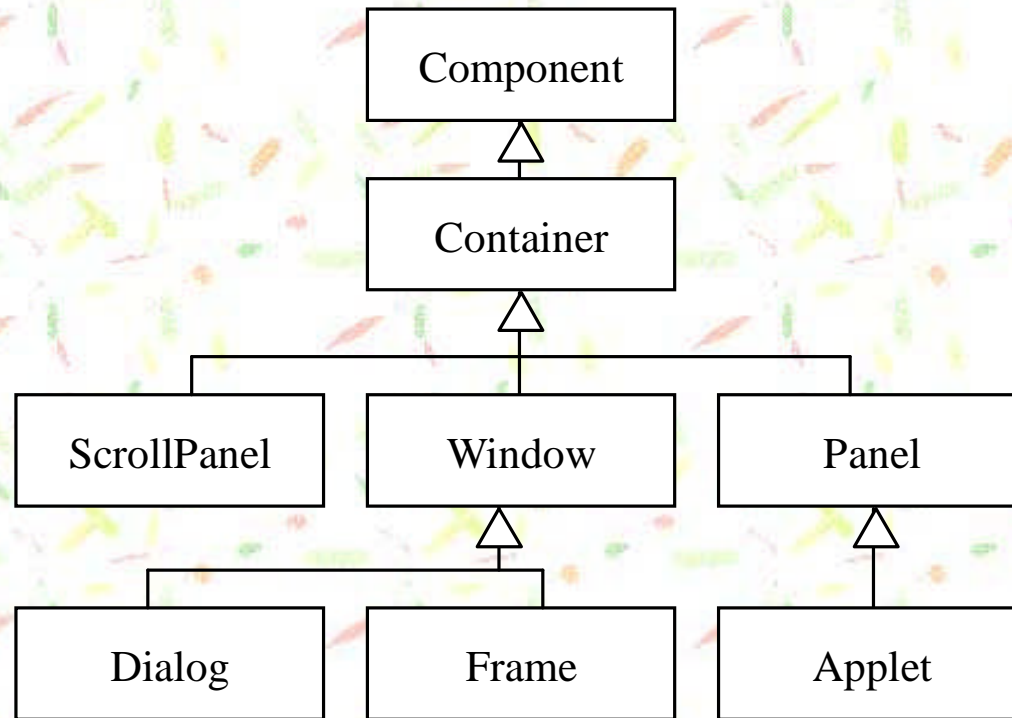 Component
Container
ScrollPanel
Window
Panel
Dialog
Frame
Applet